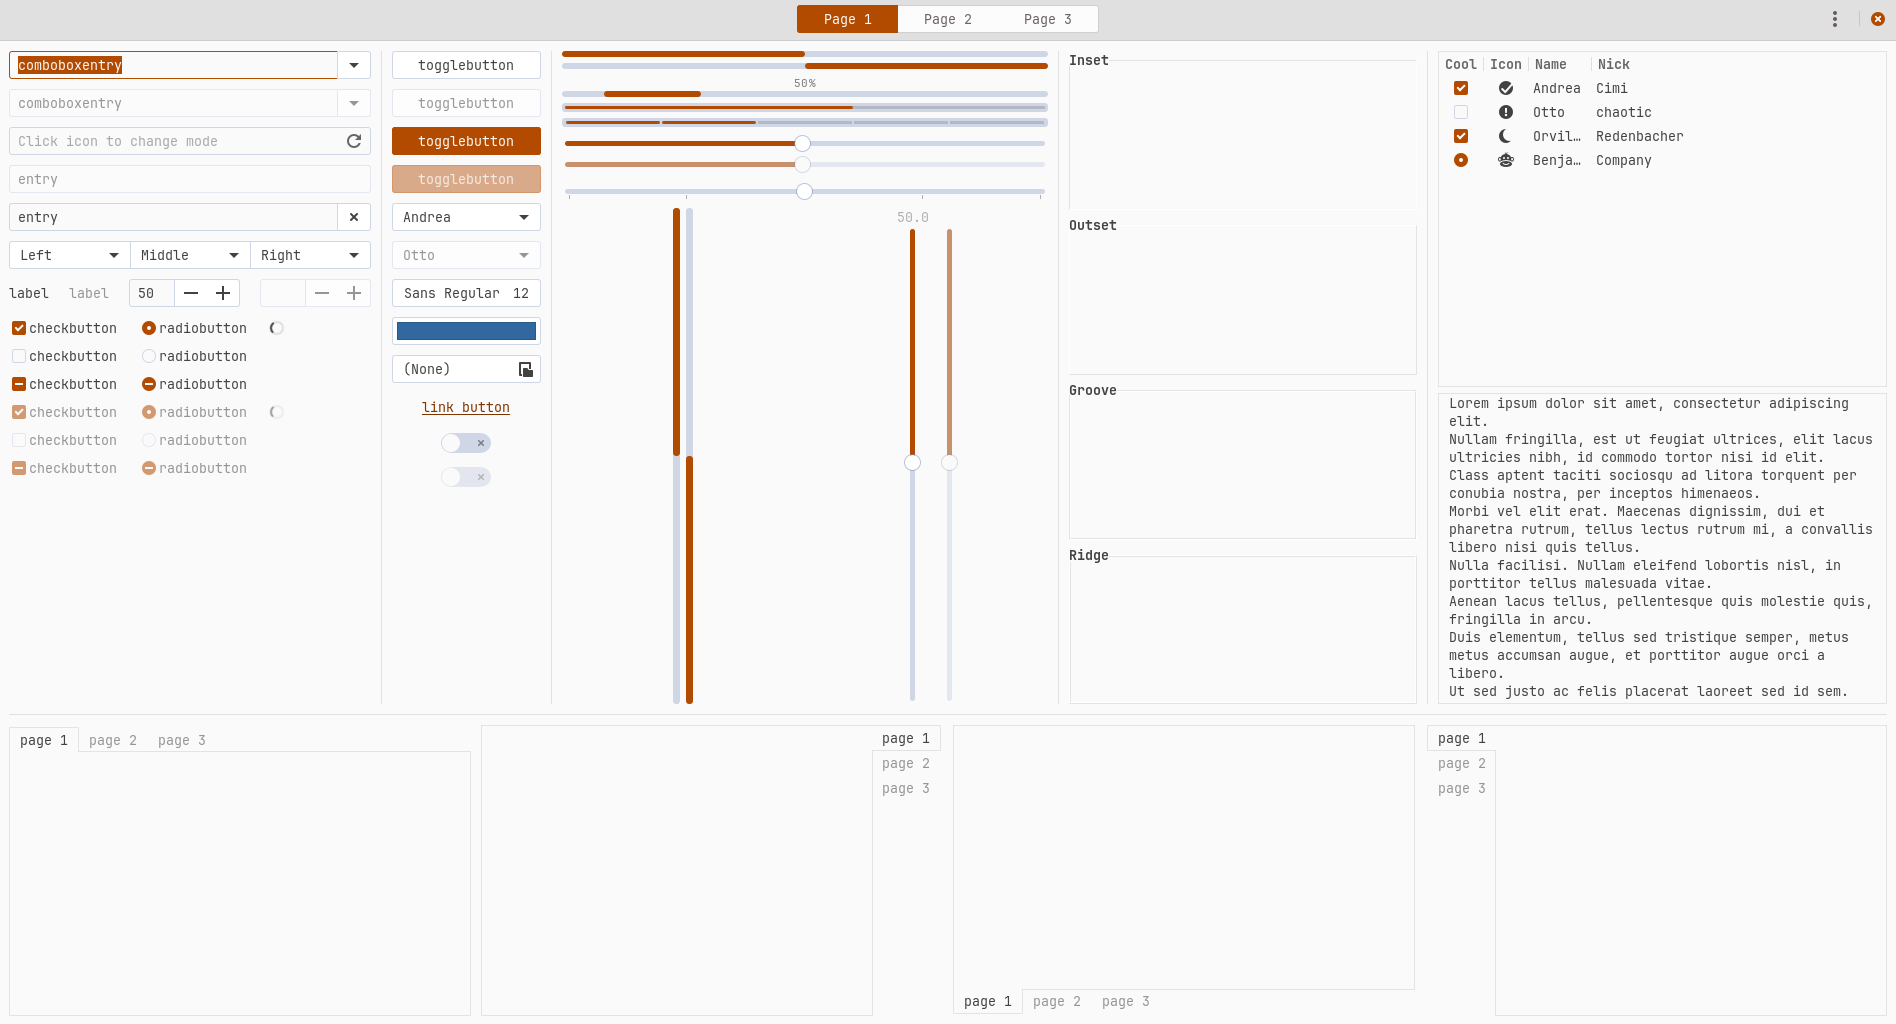 Page 1
Page 2
Page 3
comboboxentry
comboboxentry
Click icon to change mode
entry
entry
Left
Middle
Right
label
label
50
checkbutton
radiobutton
checkbutton
radiobutton
checkbutton
radiobutton
checkbutton
radiobutton
checkbutton
radiobutton
checkbutton
radiobutton
togglebutton
togglebutton
togglebutton
togglebutton
Andrea
Otto
Sans Regular 12
(None)
link button
50%
50.0
Inset
Outset
Groove
Ridge
Cool Icon Name Nick
Andrea Cimi
Otto chaotic
Orvil… Redenbacher
Benja… Company
Lorem ipsum dolor sit amet, consectetur adipiscing
elit.
Nullam fringilla, est ut feugiat ultrices, elit lacus
ultricies nibh, id commodo tortor nisi id elit.
Class aptent taciti sociosqu ad litora torquent per
conubia nostra, per inceptos himenaeos.
Morbi vel elit erat. Maecenas dignissim, dui et
pharetra rutrum, tellus lectus rutrum mi, a convallis
libero nisi quis tellus.
Nulla facilisi. Nullam eleifend lobortis nisl, in
porttitor tellus malesuada vitae.
Aenean lacus tellus, pellentesque quis molestie quis,
fringilla in arcu.
Duis elementum, tellus sed tristique semper, metus
metus accumsan augue, et porttitor augue orci a
libero.
Ut sed justo ac felis placerat laoreet sed id sem.
page 1
page 2
page 3
page 1
page 2
page 3
page 1
page 2
page 3
page 1
page 2
page 3